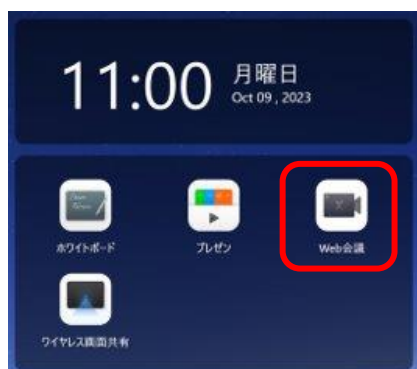 11:00
月曜日
Oct 09 , 2023
ホワイトボード
プレゼン
Web会議
ワイヤレス画面共有